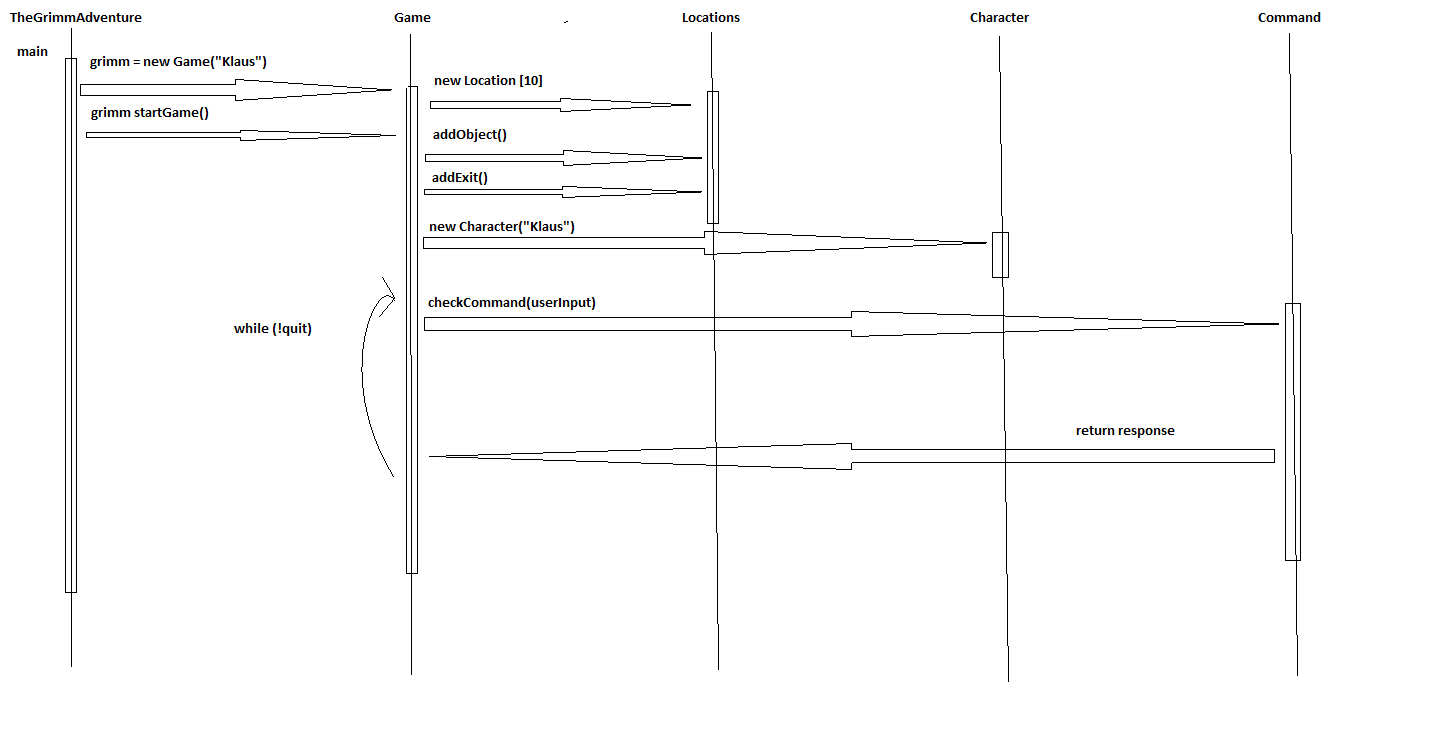 TheGrimmAdventure
Game
Locations
Character
Command
main
grimm = new Game("Klaus")
new Location [10]
grimm startGame()
addObject()
addExit()
new Character("Klaus")
checkCommand(userInput)
while (!quit)
return response